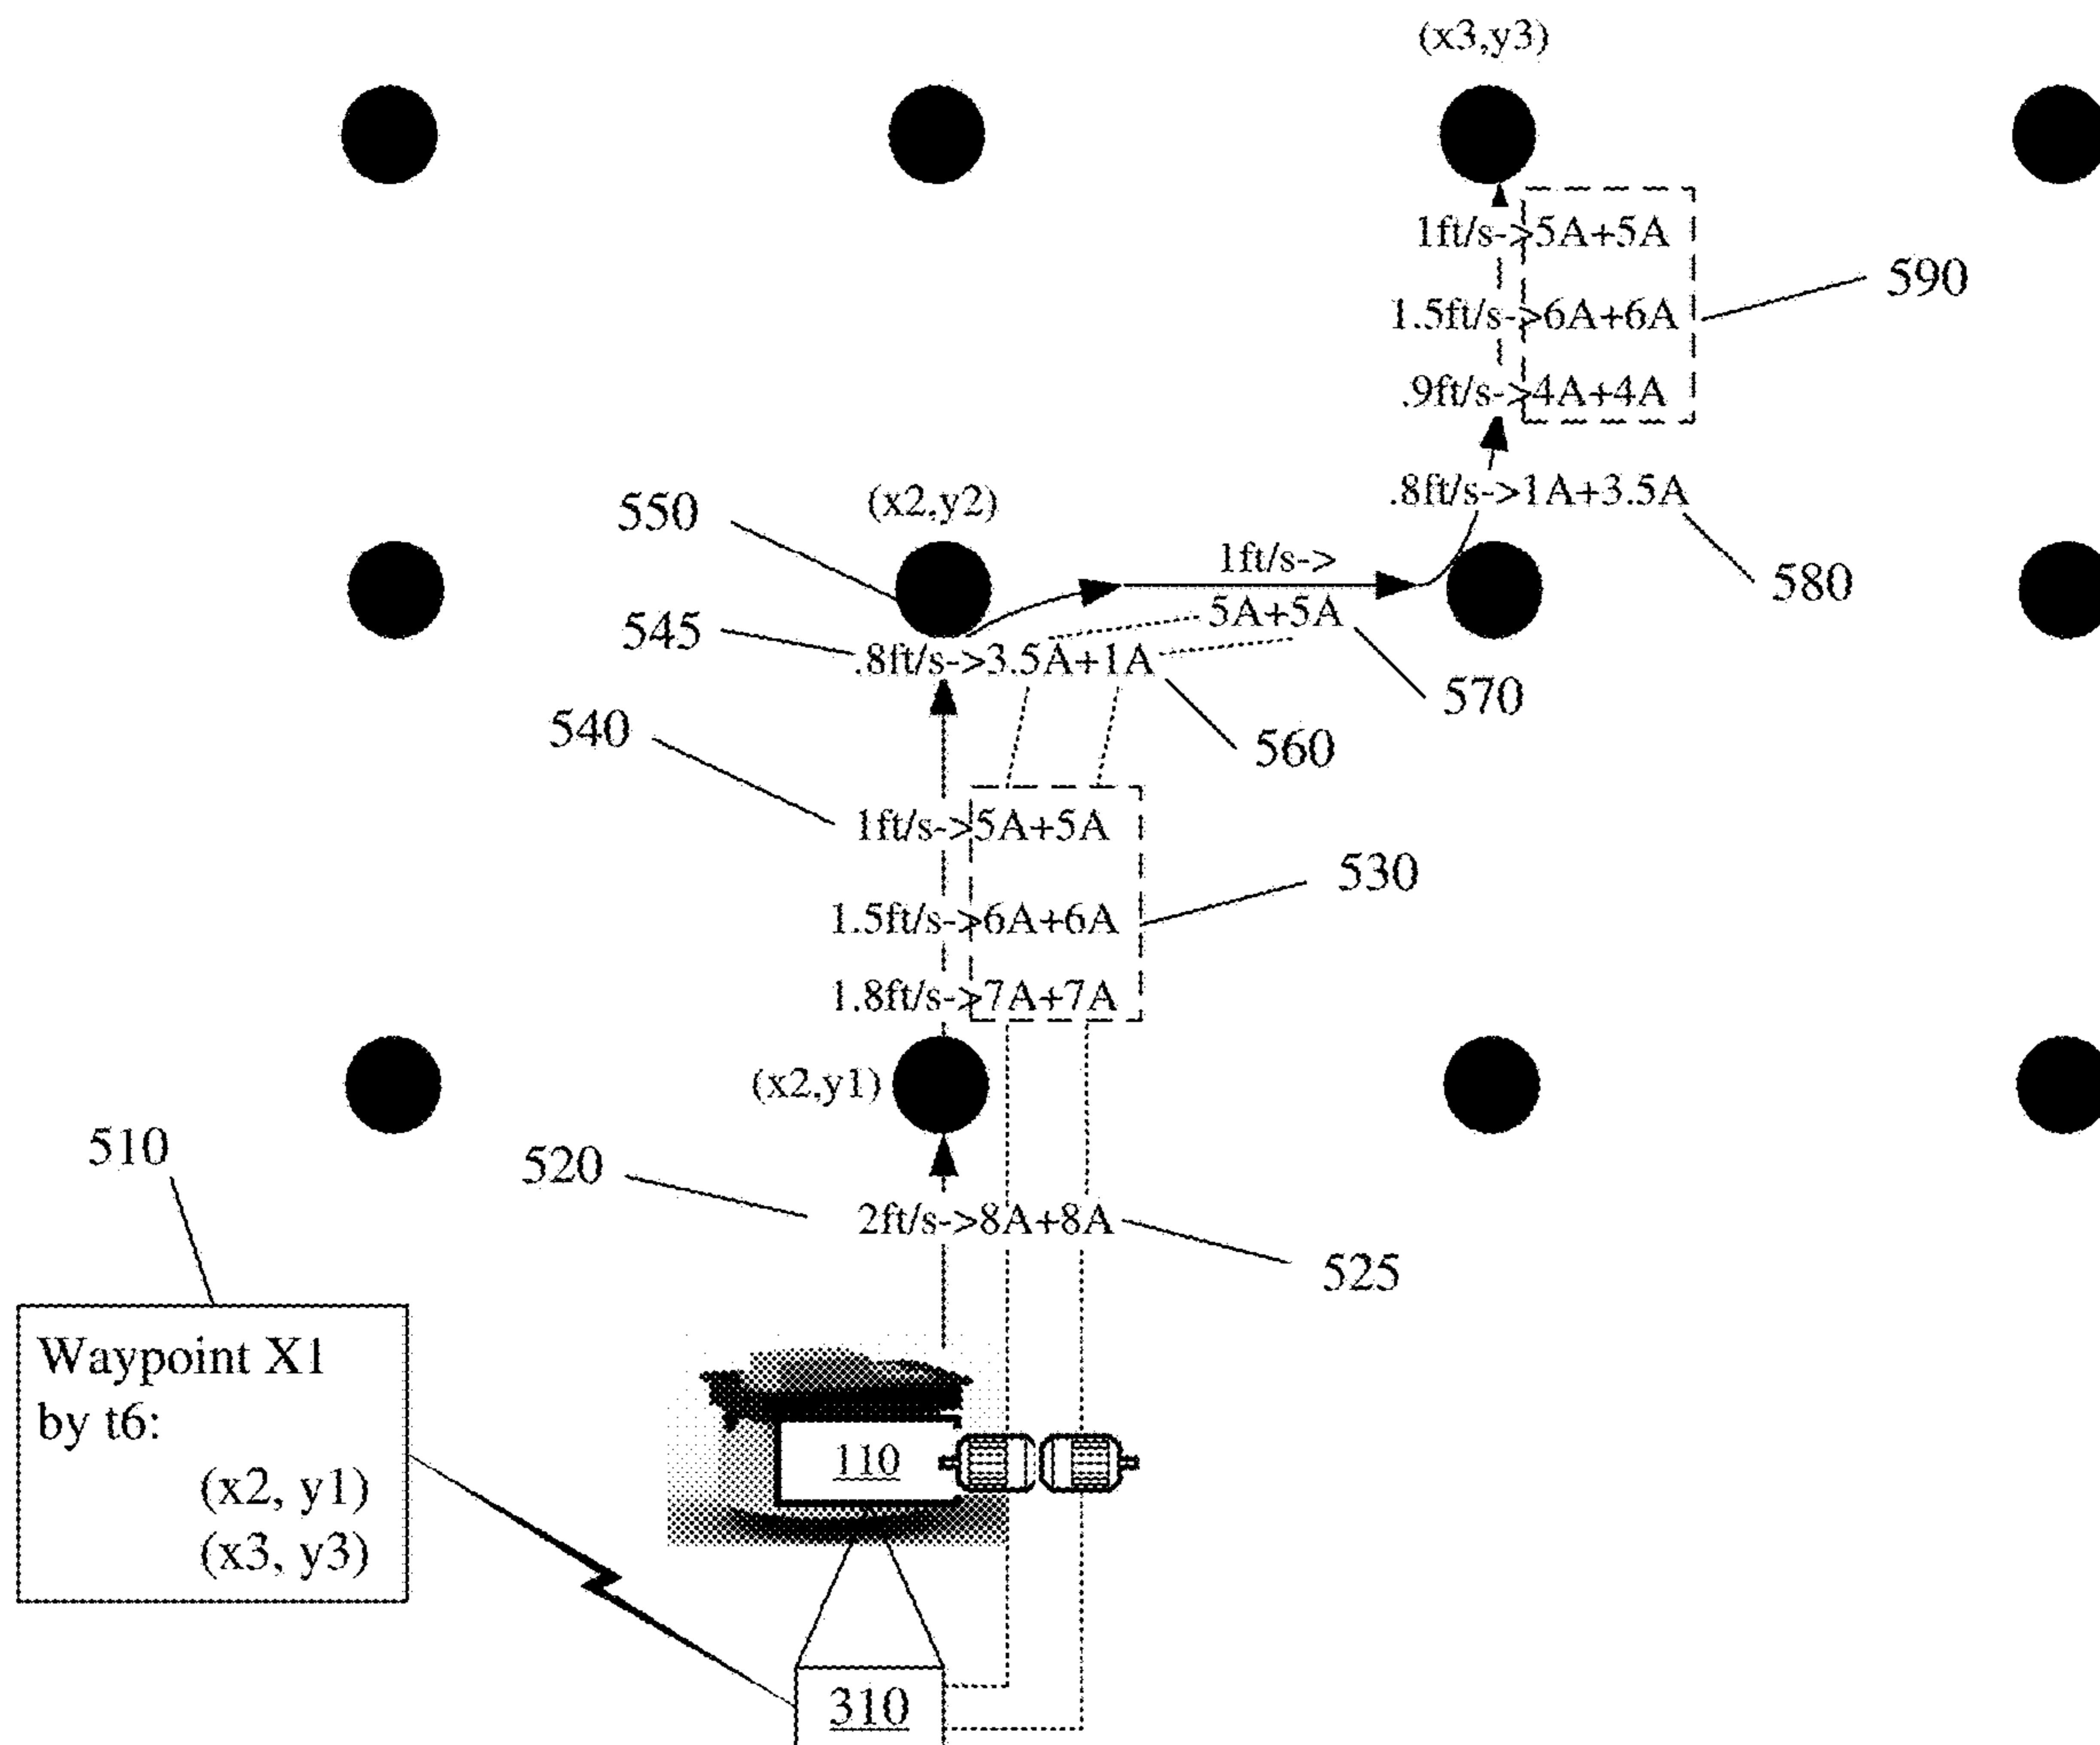 (x3,y3)
1ft/s->5A+5A
590
1.5ft/s->6A+6A
.9ft/s->4A+4A
.8ft/s->1A+3.5A
580
550
(x2,y2)
1ft/s->
5A+5A
570
545
.8ft/s->3.5A+1A
560
540
1ft/s->5A+5A
530
1.5ft/s->6A+6A
1.8ft/s->7A+7A
(x2,y1)
510
520
2ft/s->8A+8A
525
Waypoint X1
by t6:
(x2, y1)
(x3, y3)
110
310